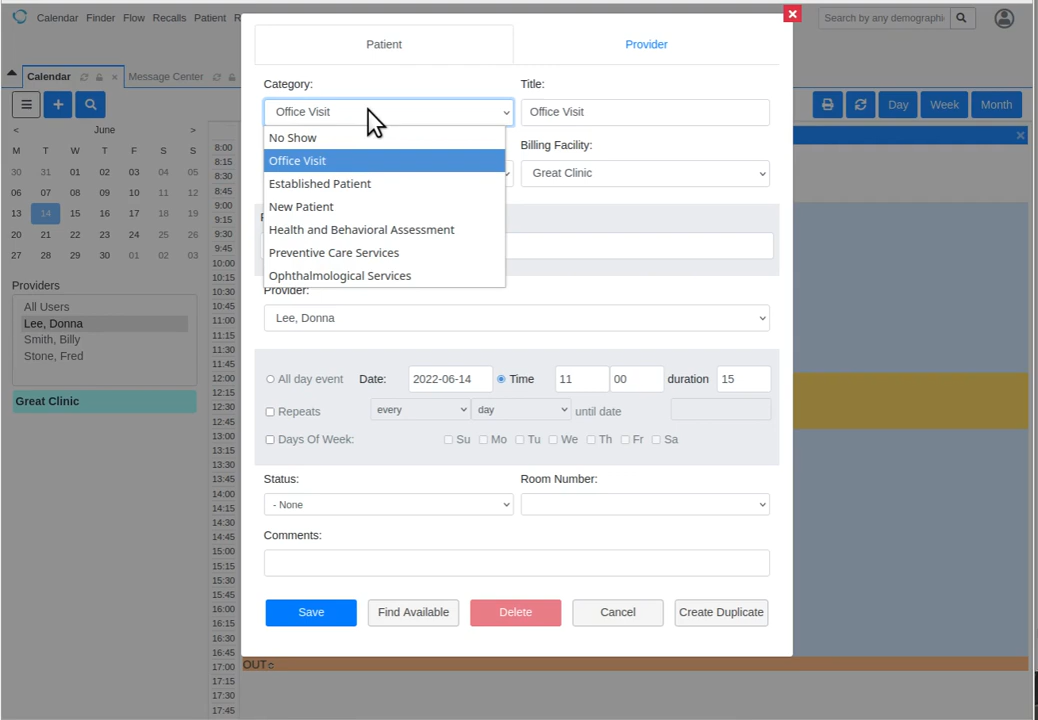 Calendar Finder Flow Recalls Patient R
Search by any demographi
Calendar
Message Center
Day Week Month
< June >
M T W T F S S
30 31 01 02 03 04 05
06 07 08 09 10 11 12
13 14 15 16 17 18 19
20 21 22 23 24 25 26
27 28 29 30 01 02 03
Providers
All Users
Lee, Donna
Smith, Billy
Stone, Fred
Great Clinic
8:00
8:15
8:30
8:45
9:00
9:15
9:30
9:45
10:00
10:15
10:30
10:45
11:00
11:15
11:30
11:45
12:00
12:15
12:30
12:45
13:00
13:15
13:30
13:45
14:00
14:15
14:30
14:45
15:00
15:15
15:30
15:45
16:00
16:15
16:30
16:45
17:00
17:15
17:30
17:45
OUT
Patient Provider
Category: Title:
Office Visit Office Visit
No Show
Office Visit
Established Patient
New Patient
Health and Behavioral Assessment
Preventive Care Services
Ophthalmological Services
Billing Facility:
Great Clinic
Provider:
Lee, Donna
All day event Date: 2022-06-14 Time 11 00 duration 15
Repeats every day until date
Days Of Week: Su Mo Tu We Th Fr Sa
Status: Room Number:
- None
Comments:
Save Find Available Delete Cancel Create Duplicate